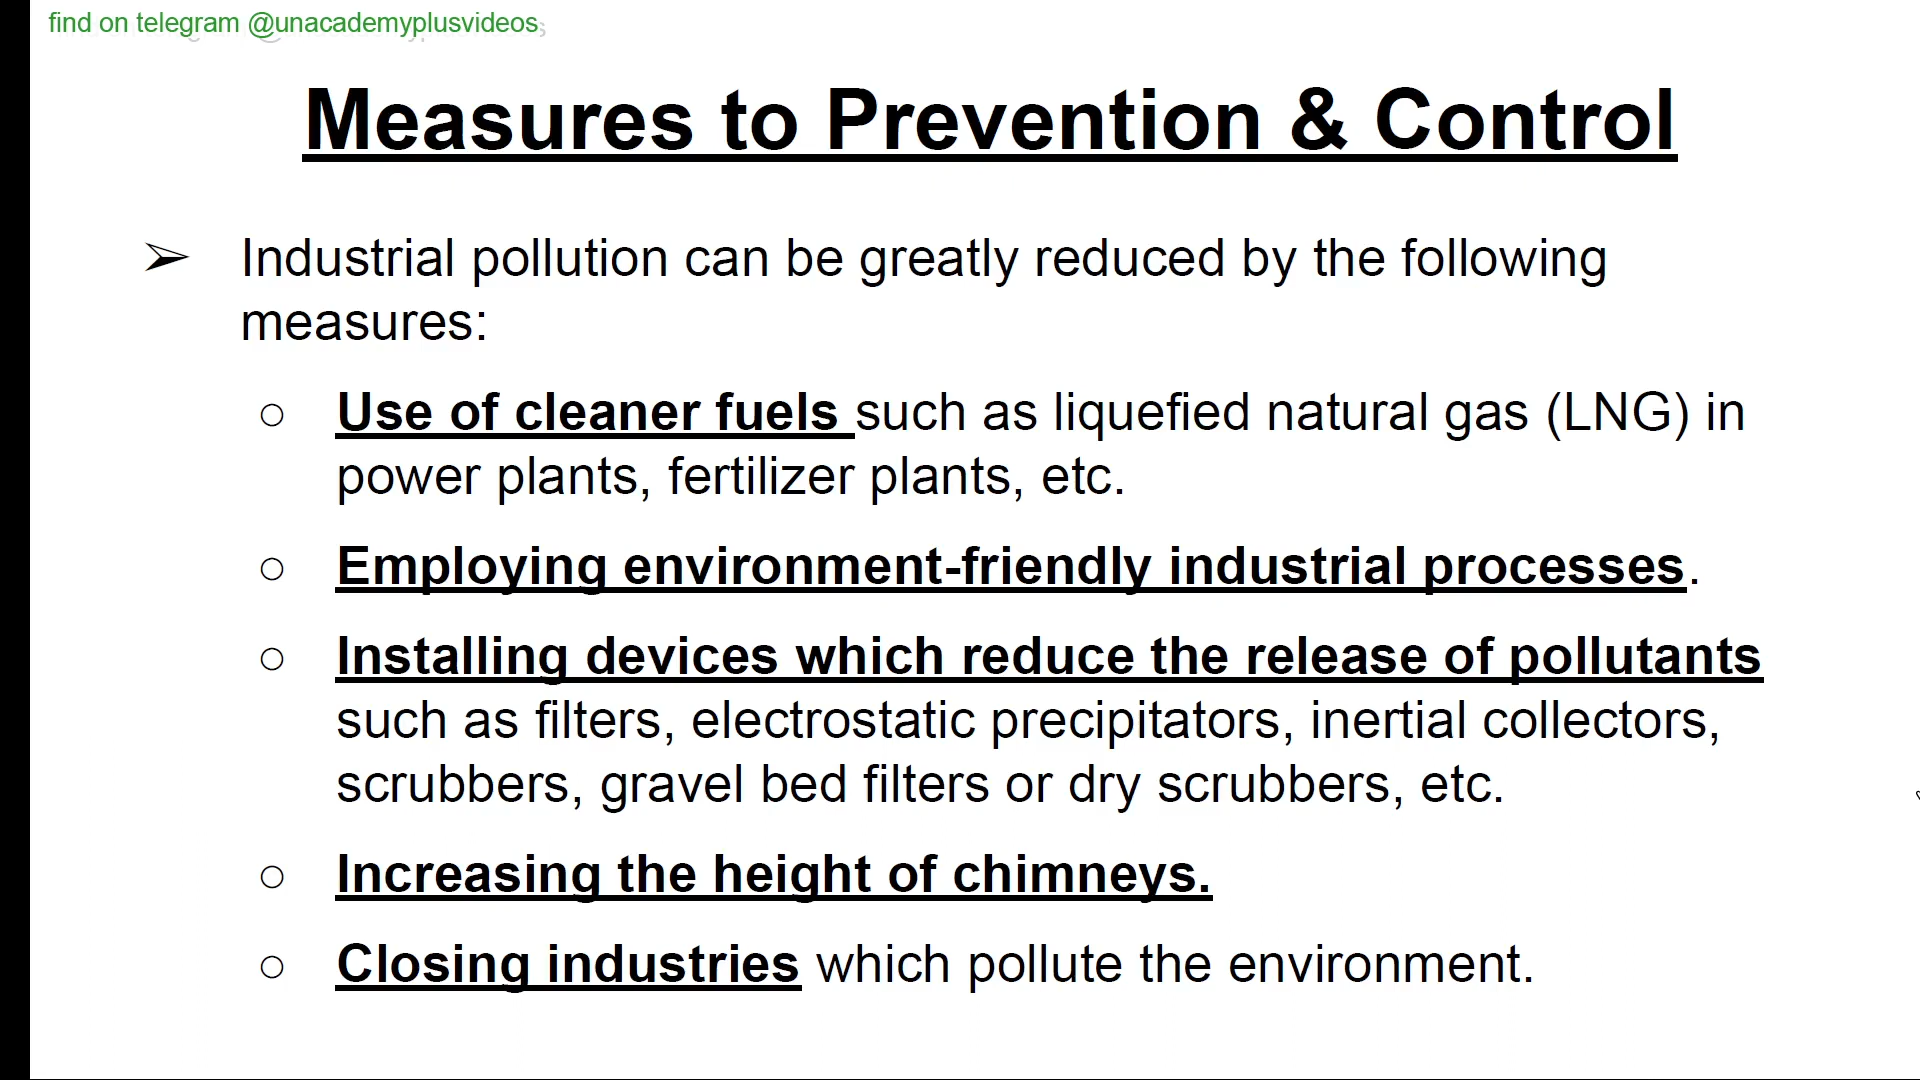 find on telegram @unacademyplusvideos
Measures to Prevention & Control
➢ Industrial pollution can be greatly reduced by the following
measures:
○ Use of cleaner fuels such as liquefied natural gas (LNG) in
power plants, fertilizer plants, etc.
○ Employing environment-friendly industrial processes.
○ Installing devices which reduce the release of pollutants
such as filters, electrostatic precipitators, inertial collectors,
scrubbers, gravel bed filters or dry scrubbers, etc.
○ Increasing the height of chimneys.
○ Closing industries which pollute the environment.